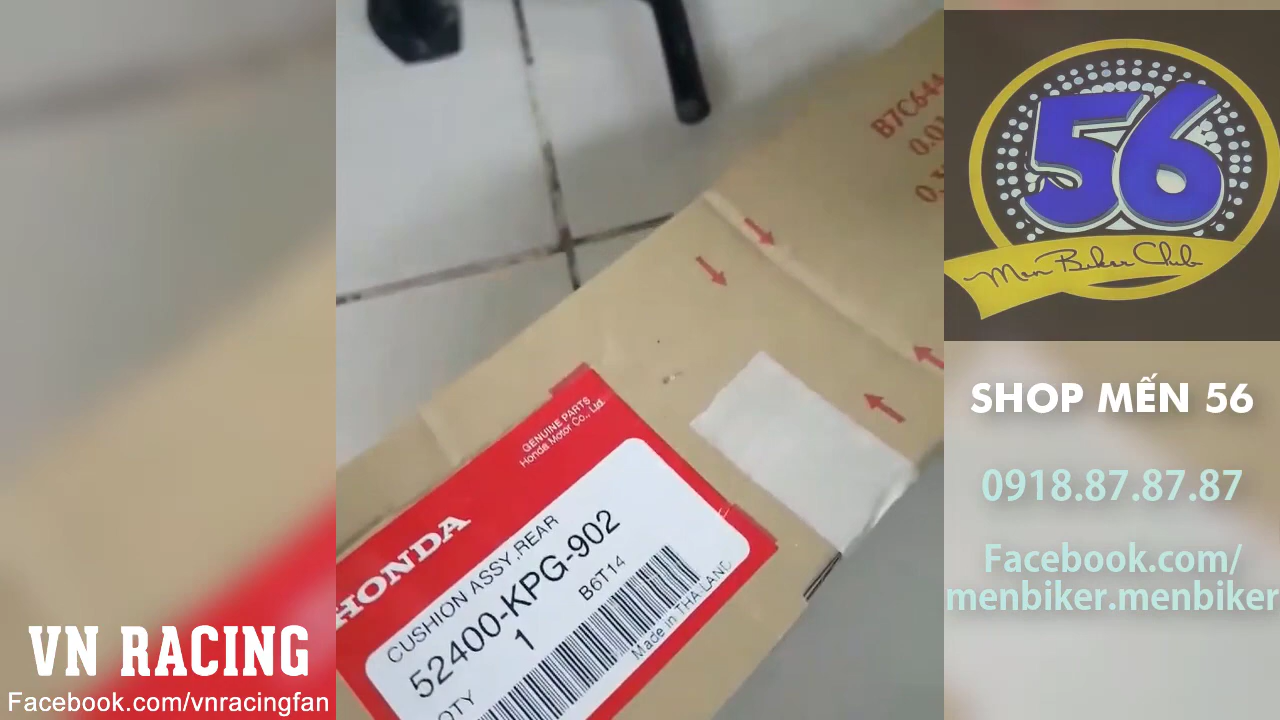 B7C644
GENUINE PARTS
Honda Motor Co., Ltd.
HONDA
CUSHION ASSY.,REAR
52400-KPG-902
1
B6T14
QTY
Made in THAILAND
56
Men Biker Club
SHOP MẾN 56
0918.87.87.87
Facebook.com/
menbiker.menbiker
VN RACING
Facebook.com/vnracingfan